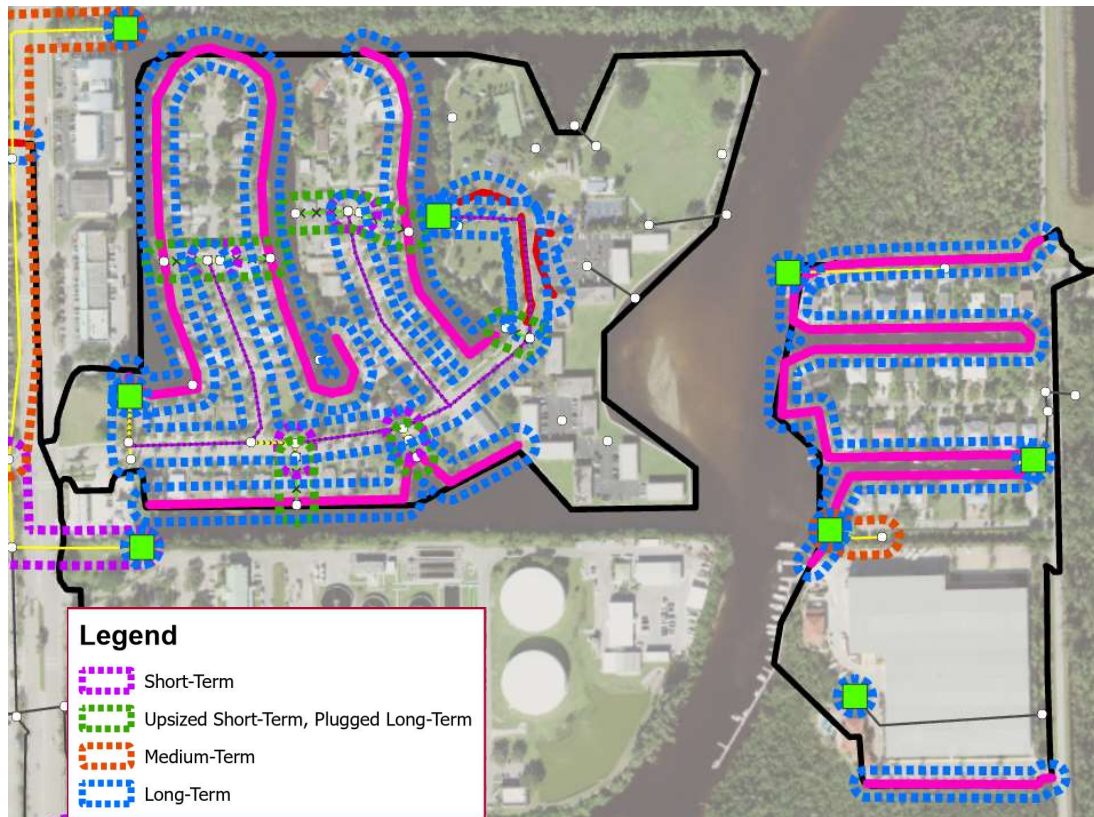 Legend
Short-Term
Upsized Short-Term, Plugged Long-Term
Medium-Term
Long-Term